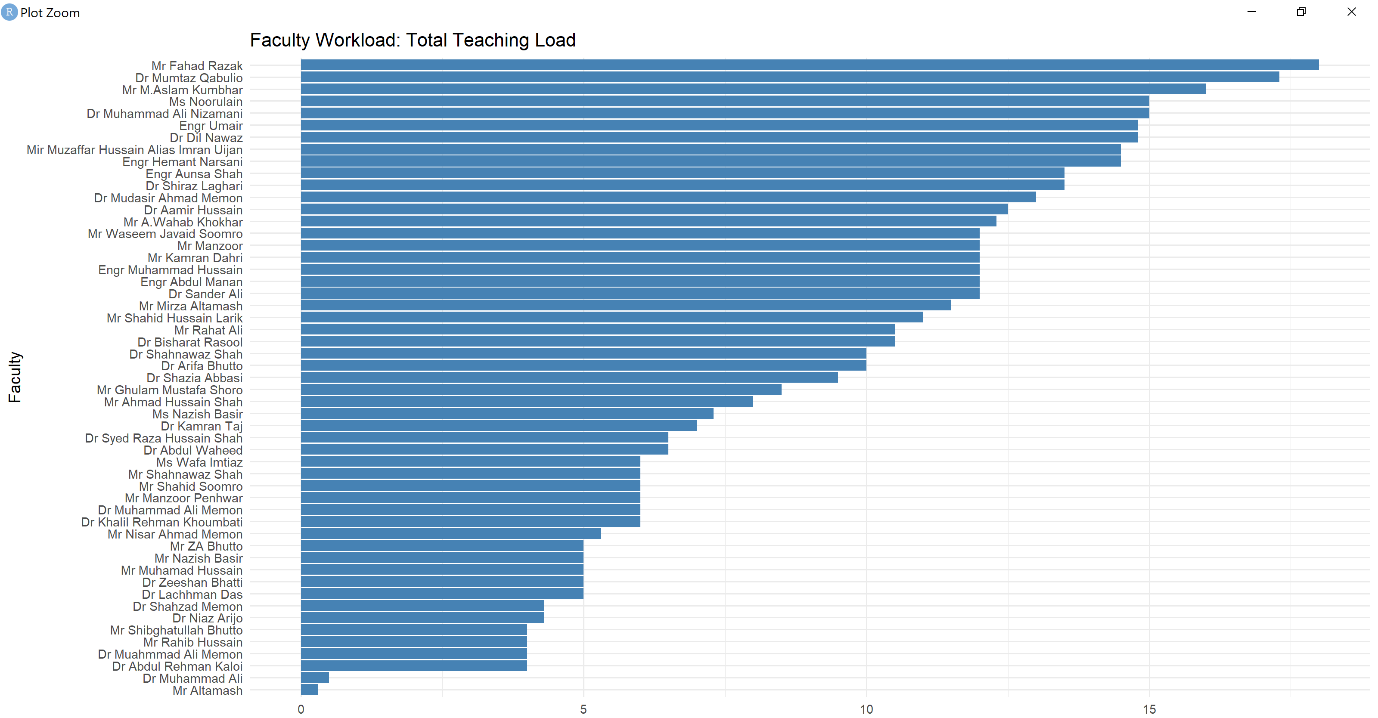 R Plot Zoom
Faculty Workload: Total Teaching Load
Faculty
Mr Fahad Razak
Dr Mumtaz Qabulio
Mr M.Aslam Kumbhar
Ms Noorulain
Dr Muhammad Ali Nizamani
Engr Umair
Dr Dil Nawaz
Mir Muzaffar Hussain Alias Imran Uijan
Engr Hemant Narsani
Engr Aunsa Shah
Dr Shiraz Laghari
Dr Mudasir Ahmad Memon
Dr Aamir Hussain
Mr A.Wahab Khokhar
Mr Waseem Javaid Soomro
Mr Manzoor
Mr Kamran Dahri
Engr Muhammad Hussain
Engr Abdul Manan
Dr Sander Ali
Mr Mirza Altamash
Mr Shahid Hussain Larik
Mr Rahat Ali
Dr Bisharat Rasool
Dr Shahnawaz Shah
Dr Arifa Bhutto
Dr Shazia Abbasi
Mr Ghulam Mustafa Shoro
Mr Ahmad Hussain Shah
Ms Nazish Basir
Dr Kamran Taj
Dr Syed Raza Hussain Shah
Dr Abdul Waheed
Ms Wafa Imtiaz
Mr Shahnawaz Shah
Mr Shahid Soomro
Mr Manzoor Penhwar
Dr Muhammad Ali Memon
Dr Khalil Rehman Khoumbati
Mr Nisar Ahmad Memon
Mr ZA Bhutto
Mr Nazish Basir
Mr Muhamad Hussain
Dr Zeeshan Bhatti
Dr Lachhman Das
Dr Shahzad Memon
Dr Niaz Arijo
Mr Shibghatullah Bhutto
Mr Rahib Hussain
Dr Muahmmad Ali Memon
Dr Abdul Rehman Kaloi
Dr Muhammad Ali
Mr Altamash
0 5 10 15